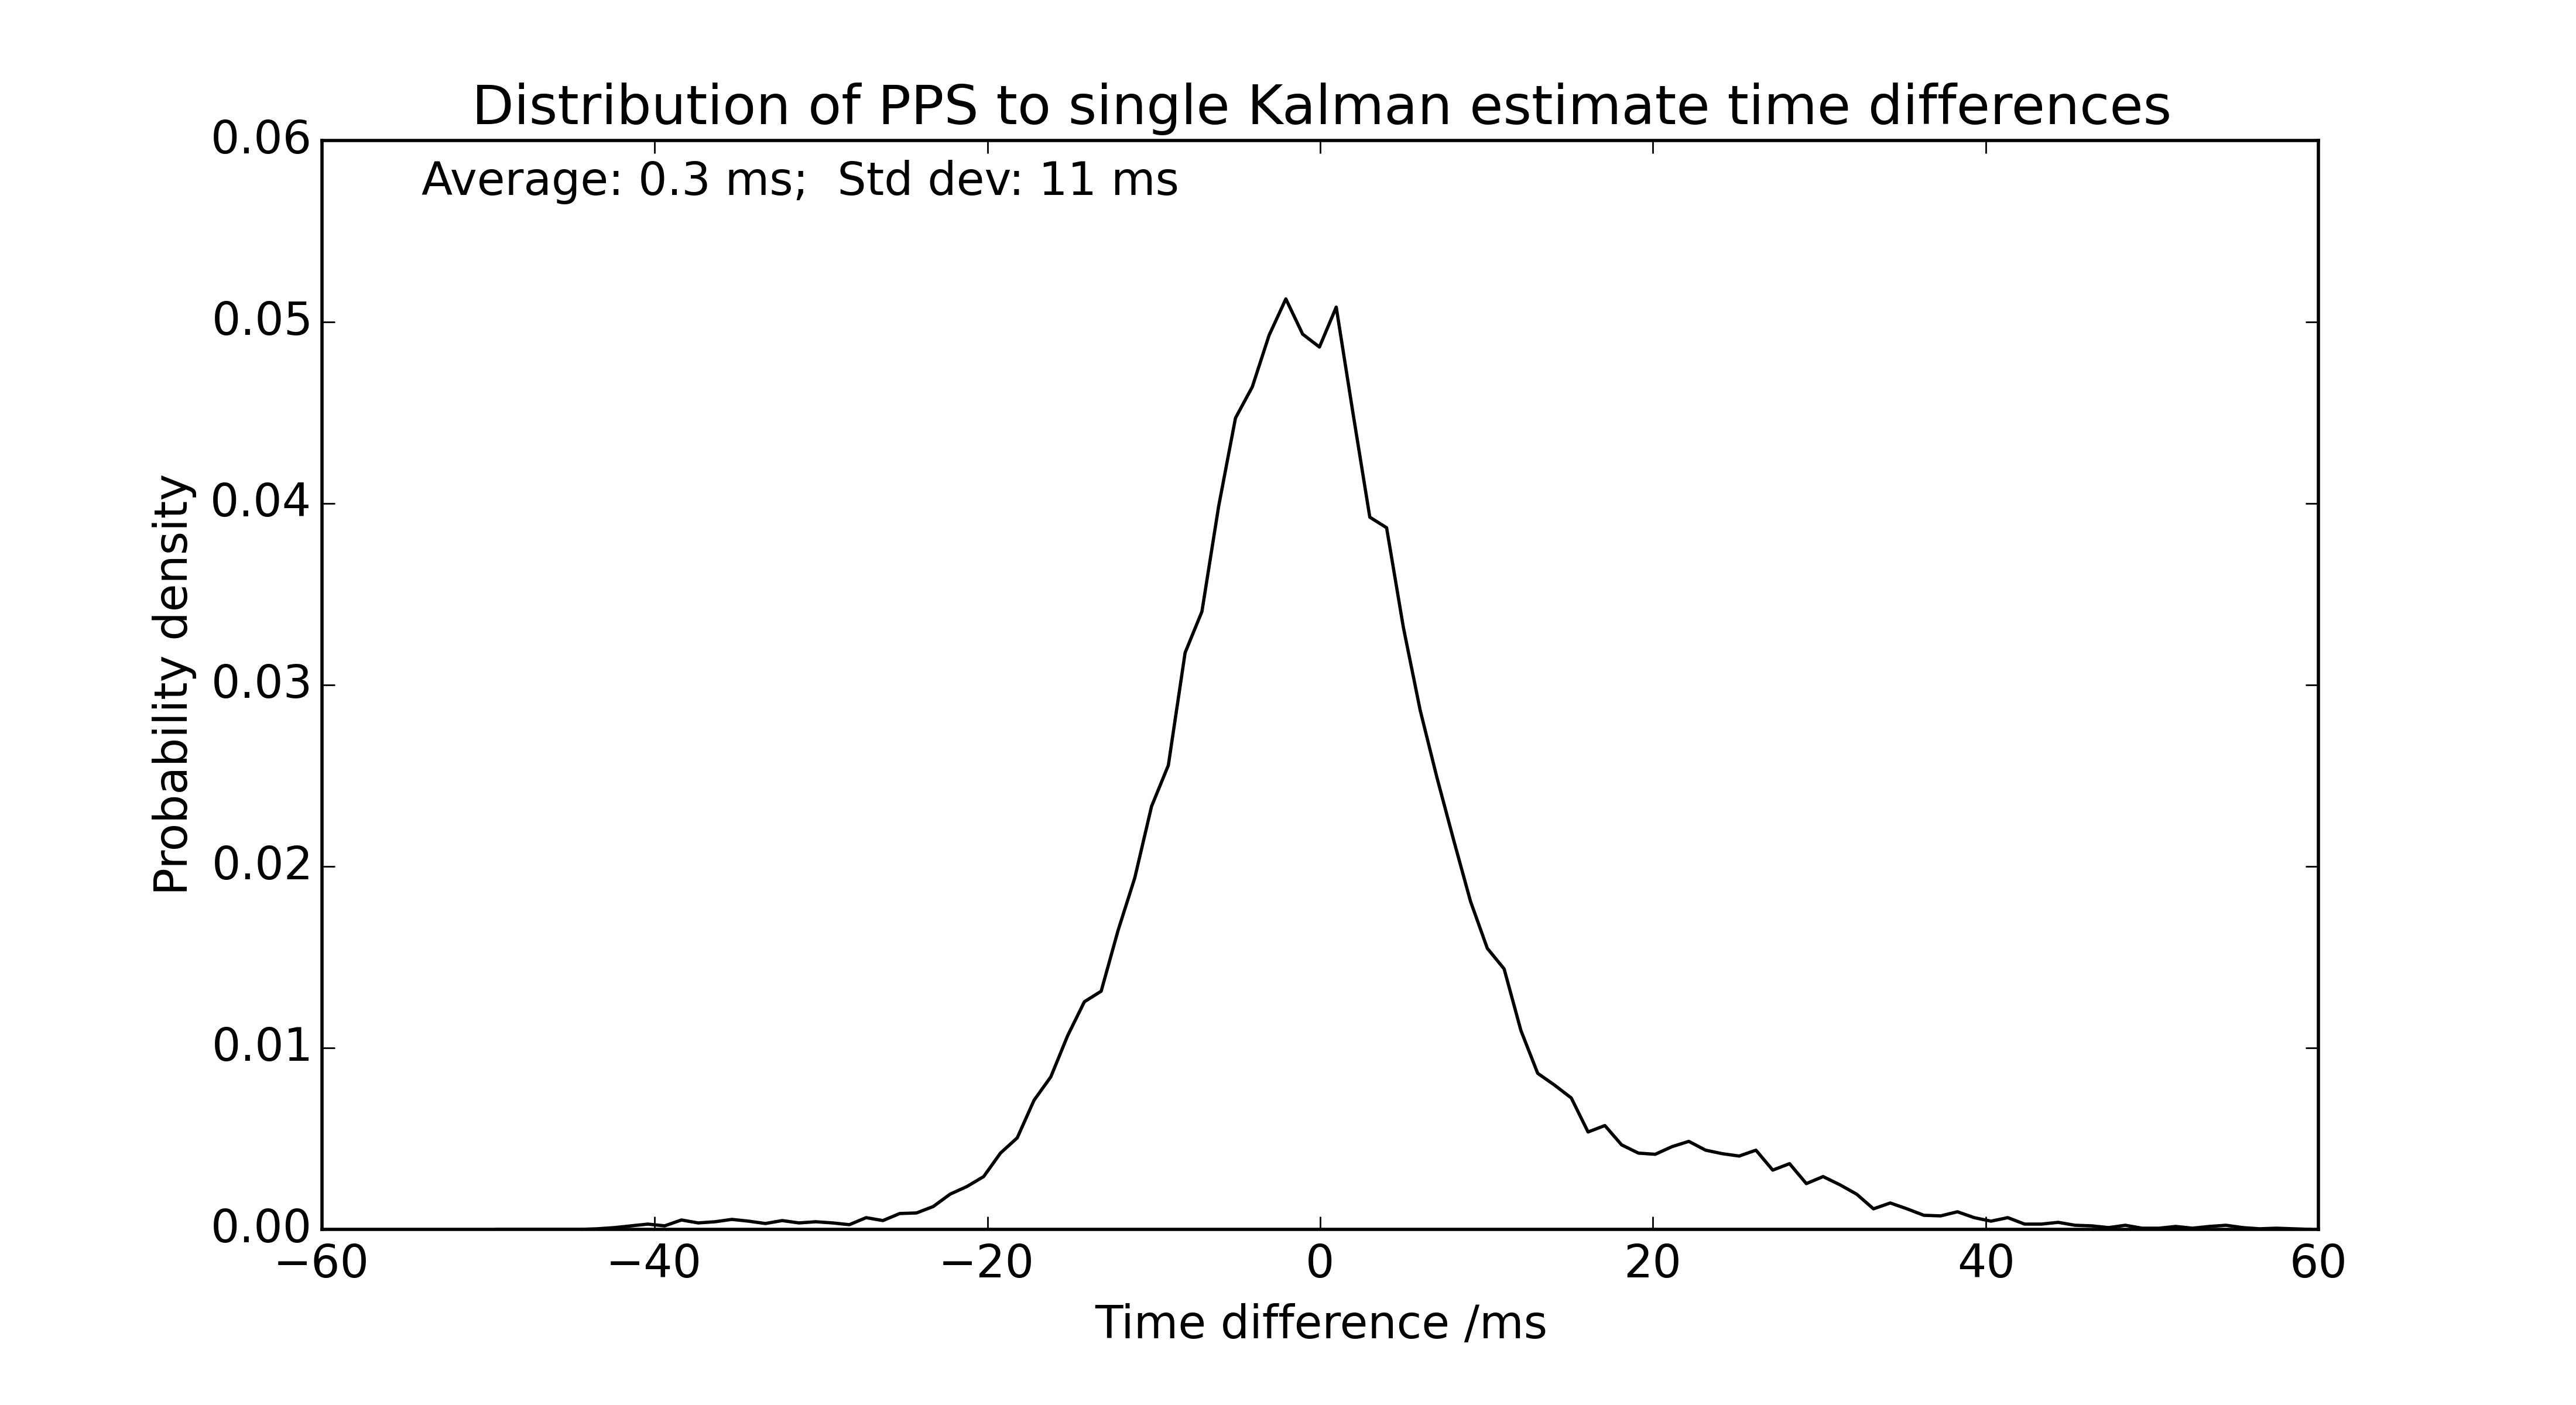 Distribution of PPS to single Kalman estimate time differences
Average: 0.3 ms;  Std dev: 11 ms
0.06
0.05
0.04
0.03
0.02
0.01
0.00
Probability density
−60 −40 −20 0 20 40 60
Time difference /ms